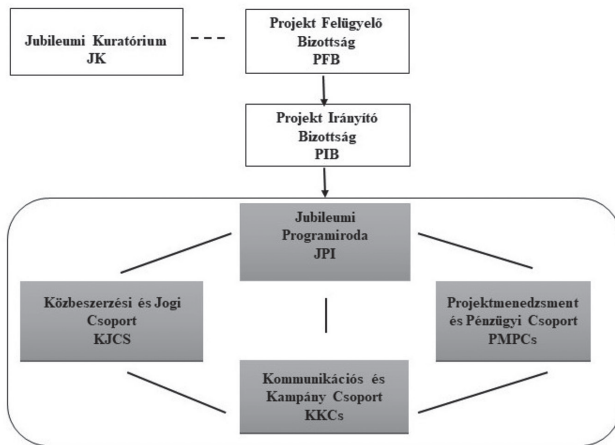 Jubileumi Kuratórium
JK
Projekt Felügyelő
Bizottság
PFB
Projekt Irányító
Bizottság
PIB
Jubileumi
Programiroda
JPI
Közbeszerzési és Jogi
Csoport
KJCS
Projektmenedzsment
és Pénzügyi Csoport
PMPCs
Kommunikációs és
Kampány Csoport
KKCs